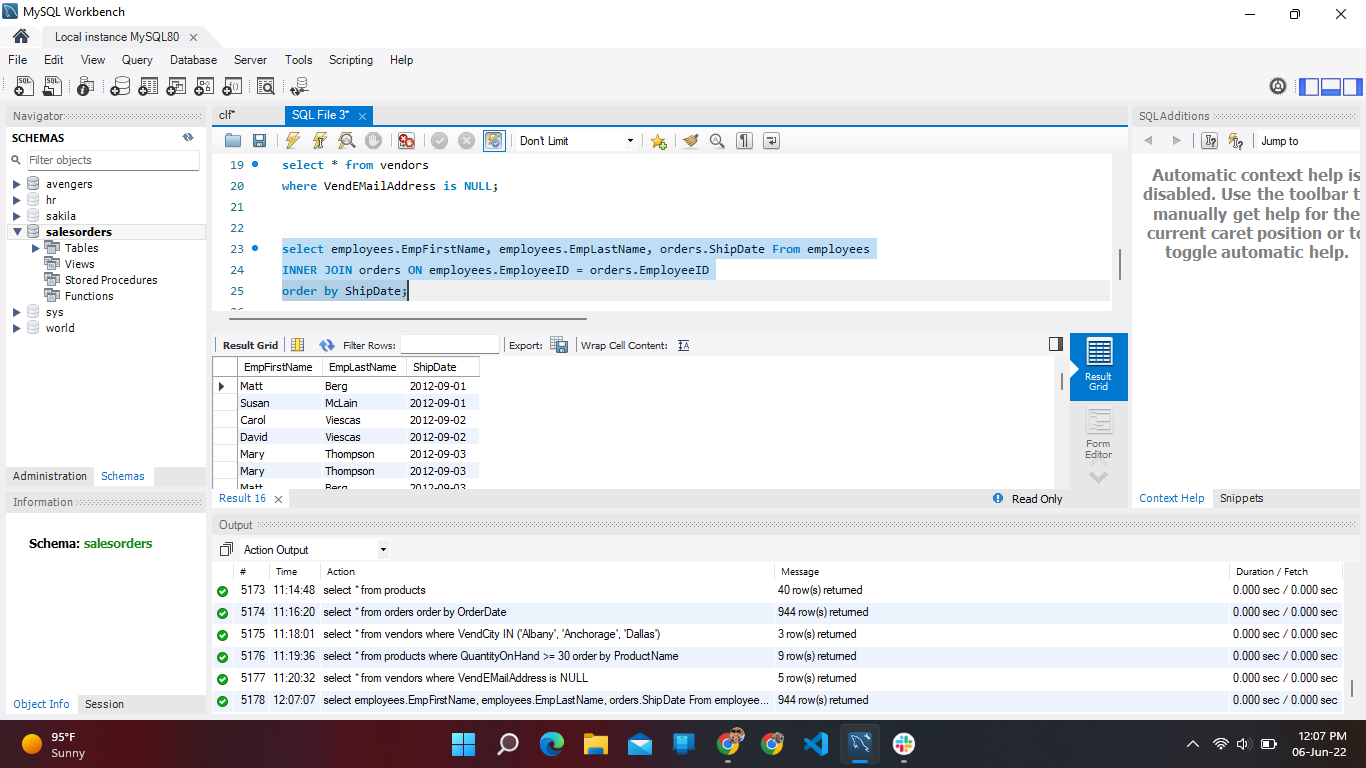 MySQL Workbench
Local instance MySQL80
File Edit View Query Database Server Tools Scripting Help
Navigator
SCHEMAS
Filter objects
avengers
hr
sakila
salesorders
Tables
Views
Stored Procedures
Functions
sys
world
Administration Schemas
Information
Schema: salesorders
Object Info Session
clf*
SQL File 3*
Don't Limit
19 select * from vendors
20 where VendEMailAddress is NULL;
21
22
23 select employees.EmpFirstName, employees.EmpLastName, orders.ShipDate From employees
24 INNER JOIN orders ON employees.EmployeeID = orders.EmployeeID
25 order by ShipDate;
Result Grid Filter Rows: Export: Wrap Cell Content:
EmpFirstName EmpLastName ShipDate
Matt Berg 2012-09-01
Susan McLain 2012-09-01
Carol Viescas 2012-09-02
David Viescas 2012-09-02
Mary Thompson 2012-09-03
Mary Thompson 2012-09-03
Matt Berg 2012-09-03
Result
Grid
Form
Editor
Result 16
Read Only
SQLAdditions
Jump to
Automatic context help is
disabled. Use the toolbar t
manually get help for the
current caret position or to
toggle automatic help.
Context Help Snippets
Output
Action Output
# Time Action Message Duration / Fetch
5173 11:14:48 select * from products 40 row(s) returned 0.000 sec / 0.000 sec
5174 11:16:20 select * from orders order by OrderDate 944 row(s) returned 0.000 sec / 0.000 sec
5175 11:18:01 select * from vendors where VendCity IN ('Albany', 'Anchorage', 'Dallas') 3 row(s) returned 0.000 sec / 0.000 sec
5176 11:19:36 select * from products where QuantityOnHand >= 30 order by ProductName 9 row(s) returned 0.000 sec / 0.000 sec
5177 11:20:32 select * from vendors where VendEMailAddress is NULL 5 row(s) returned 0.000 sec / 0.000 sec
5178 12:07:07 select employees.EmpFirstName, employees.EmpLastName, orders.ShipDate From employee... 944 row(s) returned 0.000 sec / 0.000 sec
95°F
Sunny
12:07 PM
06-Jun-22